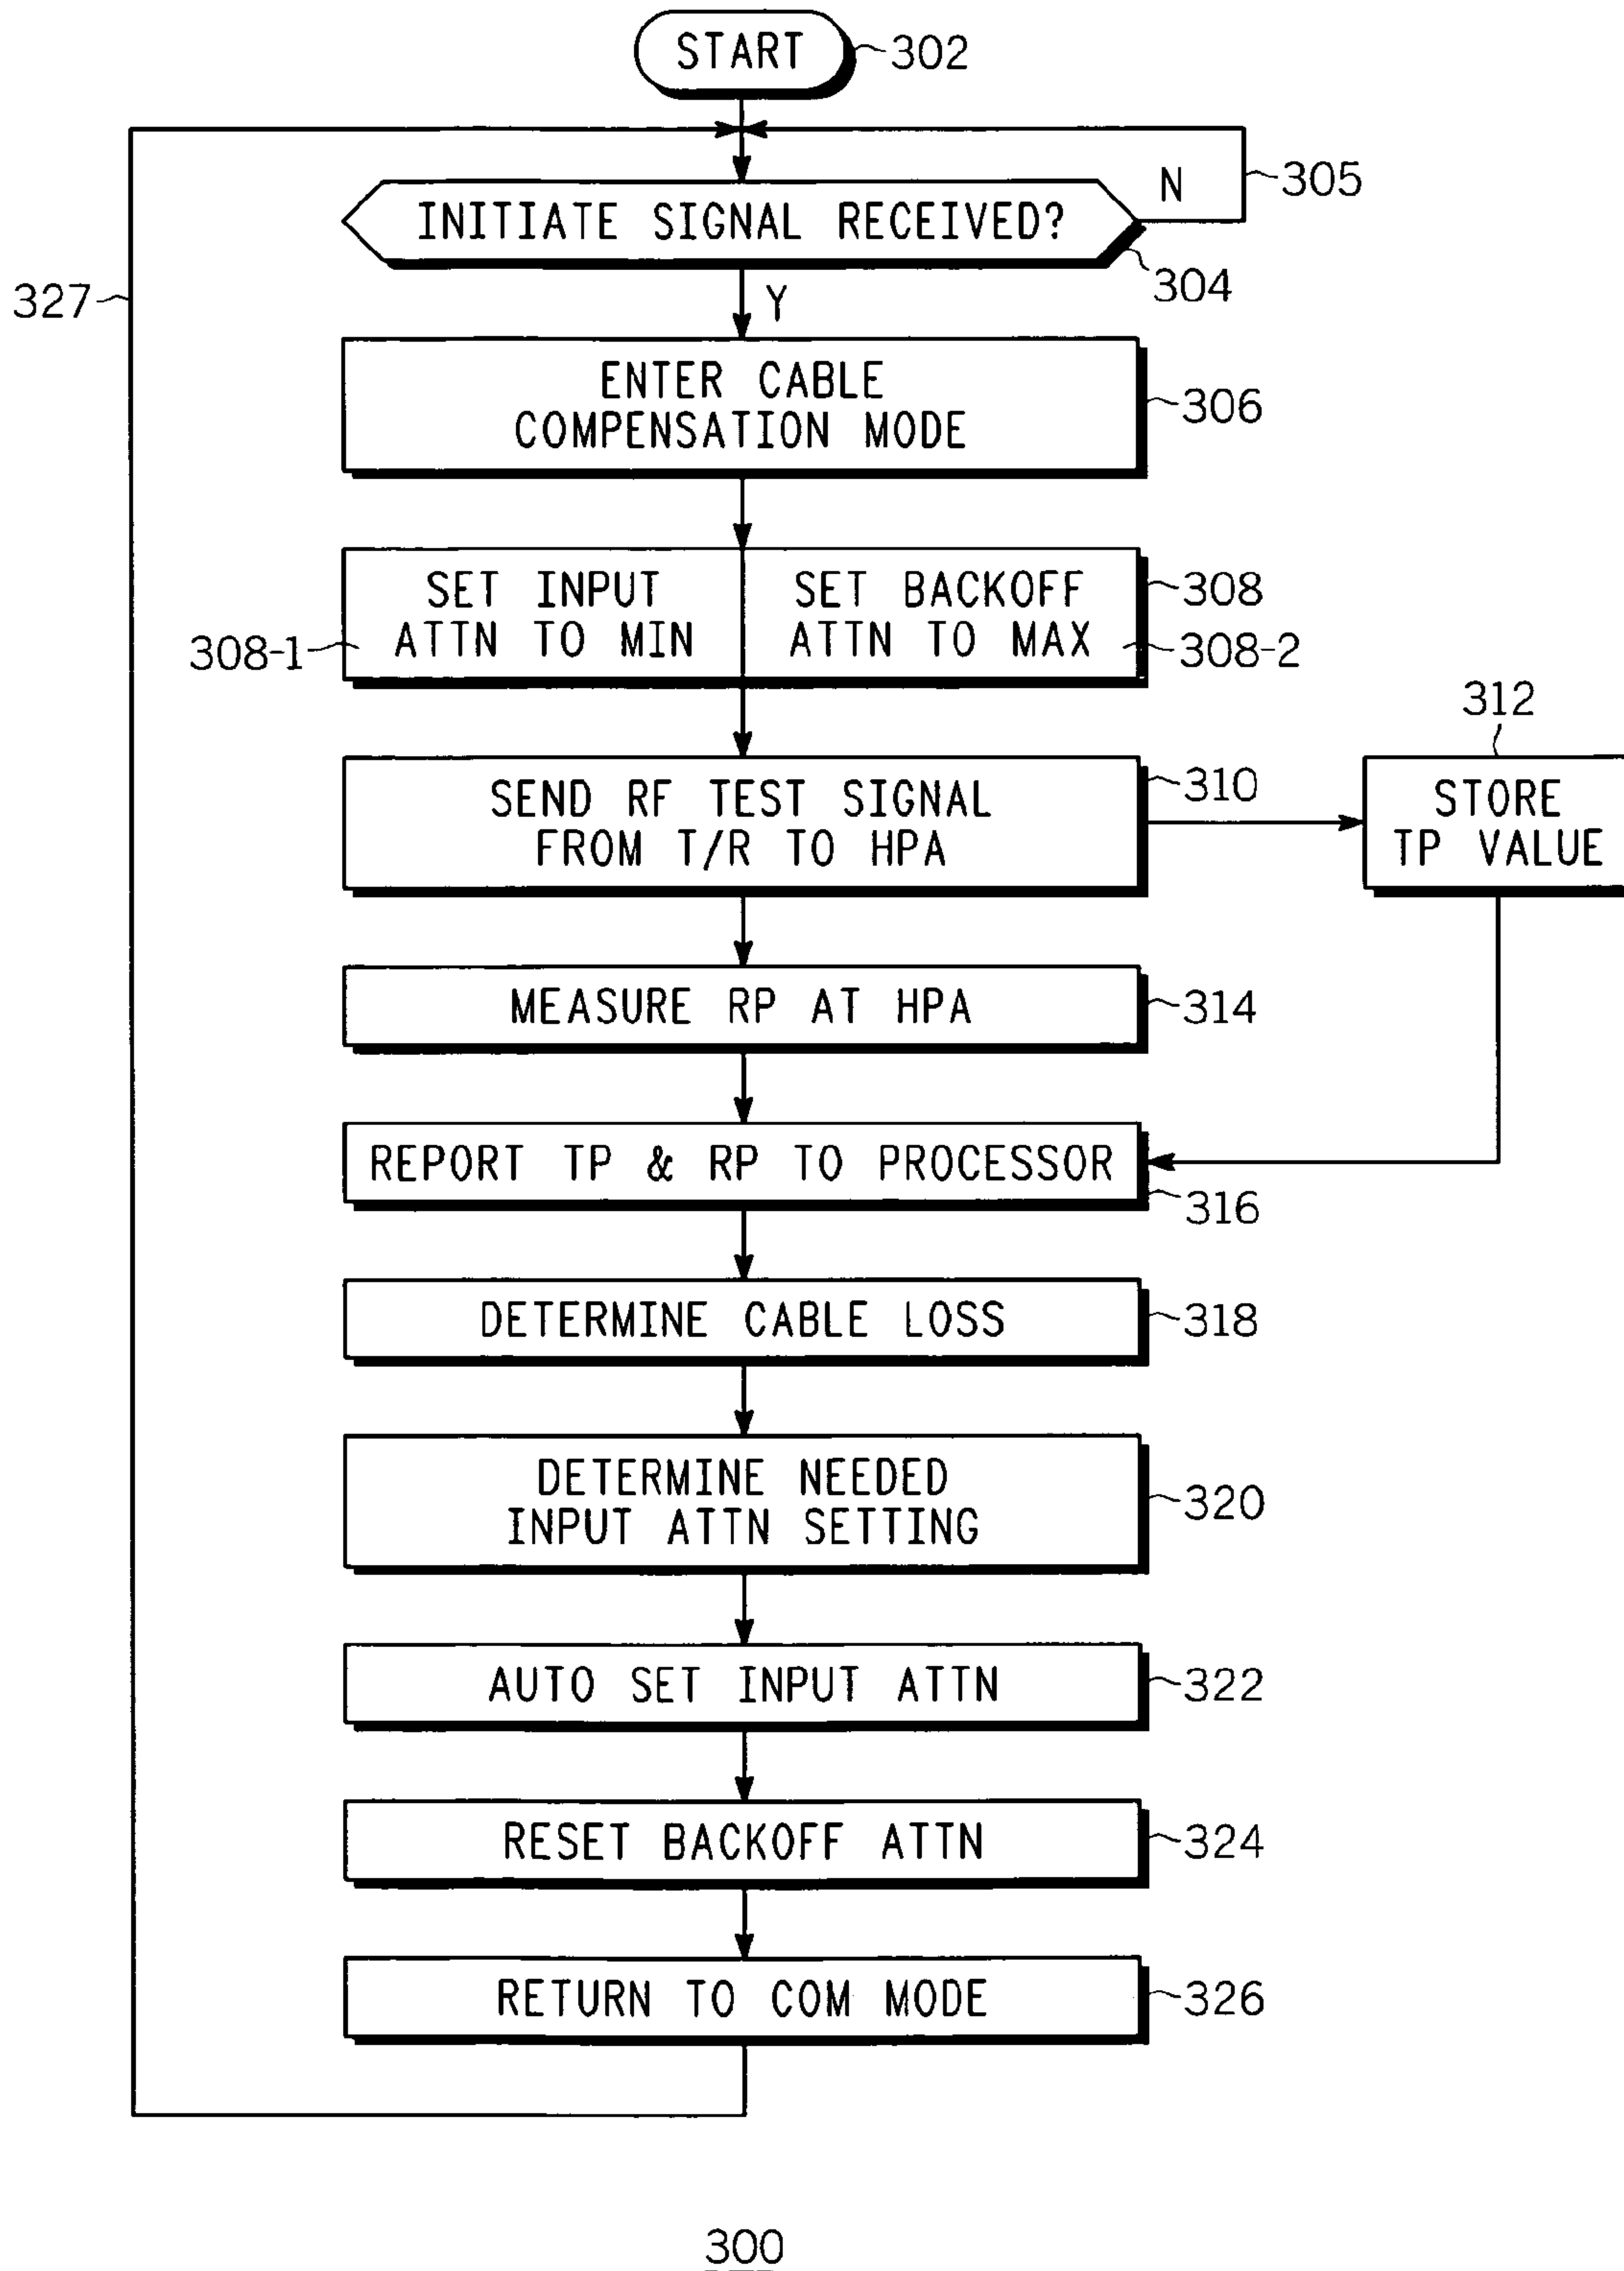 START
302
N
305
INITIATE SIGNAL RECEIVED?
304
327
Y
ENTER CABLE
COMPENSATION MODE
306
SET INPUT
ATTN TO MIN
308-1
SET BACKOFF
ATTN TO MAX
308
308-2
SEND RF TEST SIGNAL
FROM T/R TO HPA
310
312
STORE
TP VALUE
MEASURE RP AT HPA
314
REPORT TP & RP TO PROCESSOR
316
DETERMINE CABLE LOSS
318
DETERMINE NEEDED
INPUT ATTN SETTING
320
AUTO SET INPUT ATTN
322
RESET BACKOFF ATTN
324
RETURN TO COM MODE
326
300